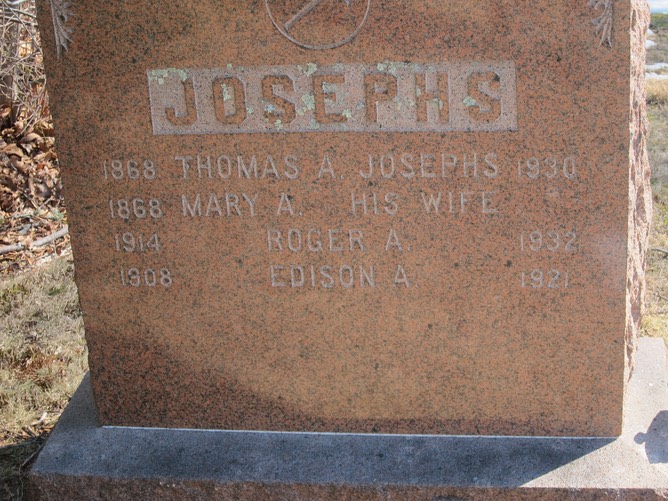 JOSEPHS
1868 THOMAS A. JOSEPHS 1930
1868 MARY A. HIS WIFE
1914 ROGER A. 1932
1908 EDISON A 1921